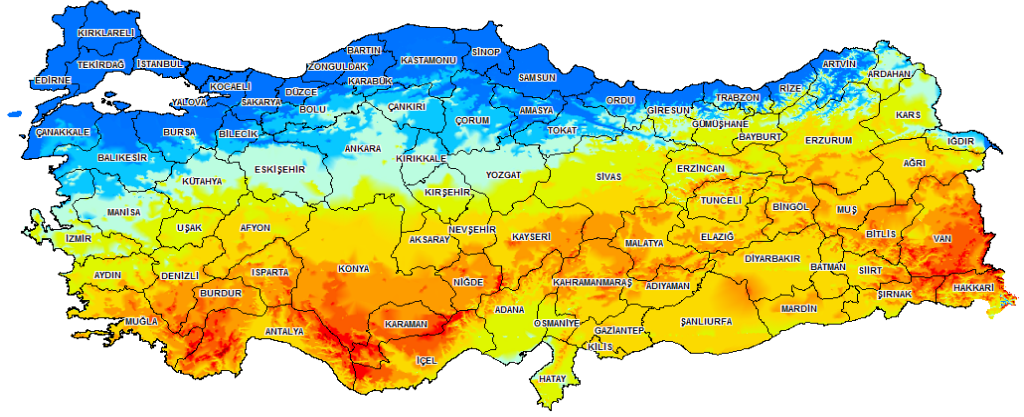 KIRKLARELİ
TEKİRDAĞ
İSTANBUL
EDİRNE
KOCAELİ
YALOVA
SAKARYA
DÜZCE
BOLU
ZONGULDAK
BARTIN
KARABÜK
KASTAMONU
SİNOP
SAMSUN
ORDU
GİRESUN
TRABZON
RİZE
ARTVİN
ARDAHAN
KARS
IĞDIR
ÇANAKKALE
BURSA
BİLECİK
ÇANKIRI
ÇORUM
AMASYA
TOKAT
GÜMÜŞHANE
BAYBURT
ERZURUM
AĞRI
BALIKESİR
KÜTAHYA
ESKİŞEHİR
ANKARA
KIRIKKALE
KIRŞEHİR
YOZGAT
SİVAS
ERZİNCAN
TUNCELİ
BİNGÖL
MUŞ
BİTLİS
VAN
MANİSA
İZMİR
UŞAK
AFYON
AKSARAY
NEVŞEHİR
KAYSERİ
MALATYA
ELAZIĞ
DİYARBAKIR
BATMAN
SİİRT
ŞIRNAK
HAKKARİ
AYDIN
DENİZLİ
ISPARTA
BURDUR
KONYA
NİĞDE
KAHRAMANMARAŞ
ADIYAMAN
MUĞLA
ANTALYA
KARAMAN
İÇEL
ADANA
OSMANİYE
GAZİANTEP
KİLİS
ŞANLIURFA
MARDİN
HATAY